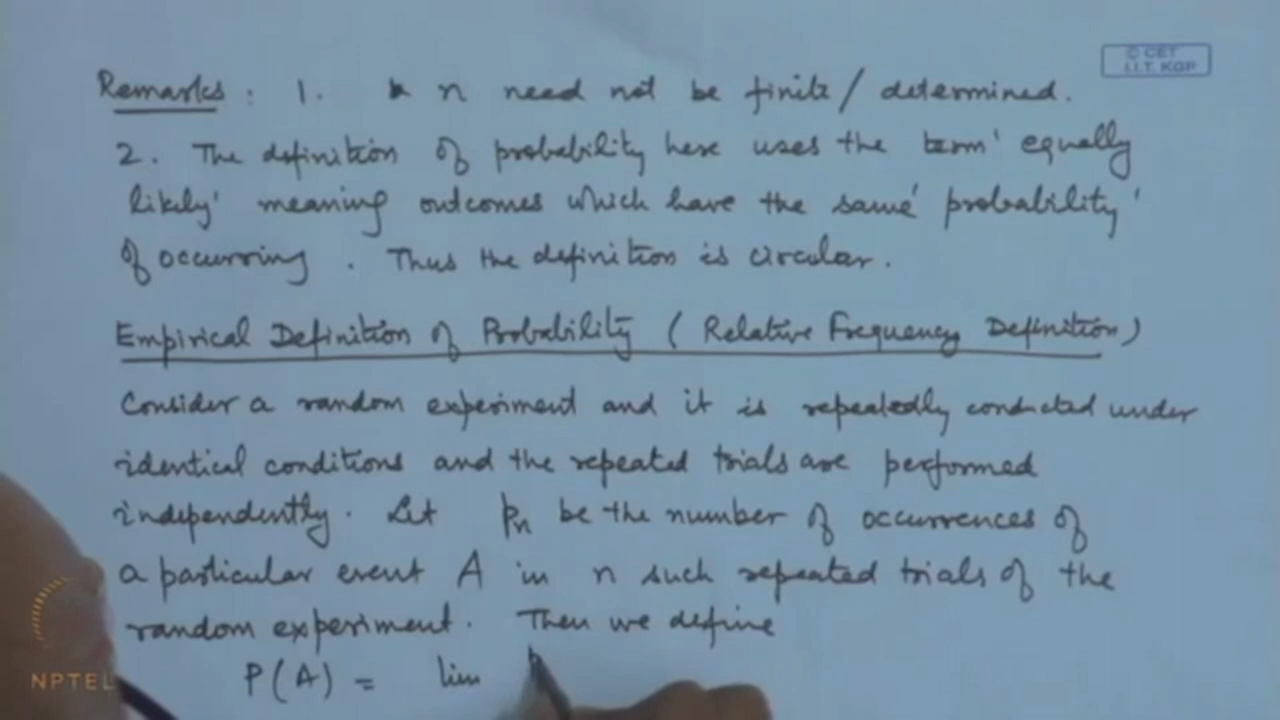 © CET
I.I.T. KGP
Remarks : 1. n need not be finite / determined.
2. The definition of probability here uses the term 'equally
likely' meaning outcomes which have the same 'probability'
of occurring. Thus the definition is circular.
Empirical Definition of Probability ( Relative Frequency Definition )
Consider a random experiment and it is repeatedly conducted under
identical conditions and the repeated trials are performed
independently. Let pn be the number of occurrences of
a particular event A in n such repeated trials of the
random experiment. Then we define
P(A) = lim
NPTEL